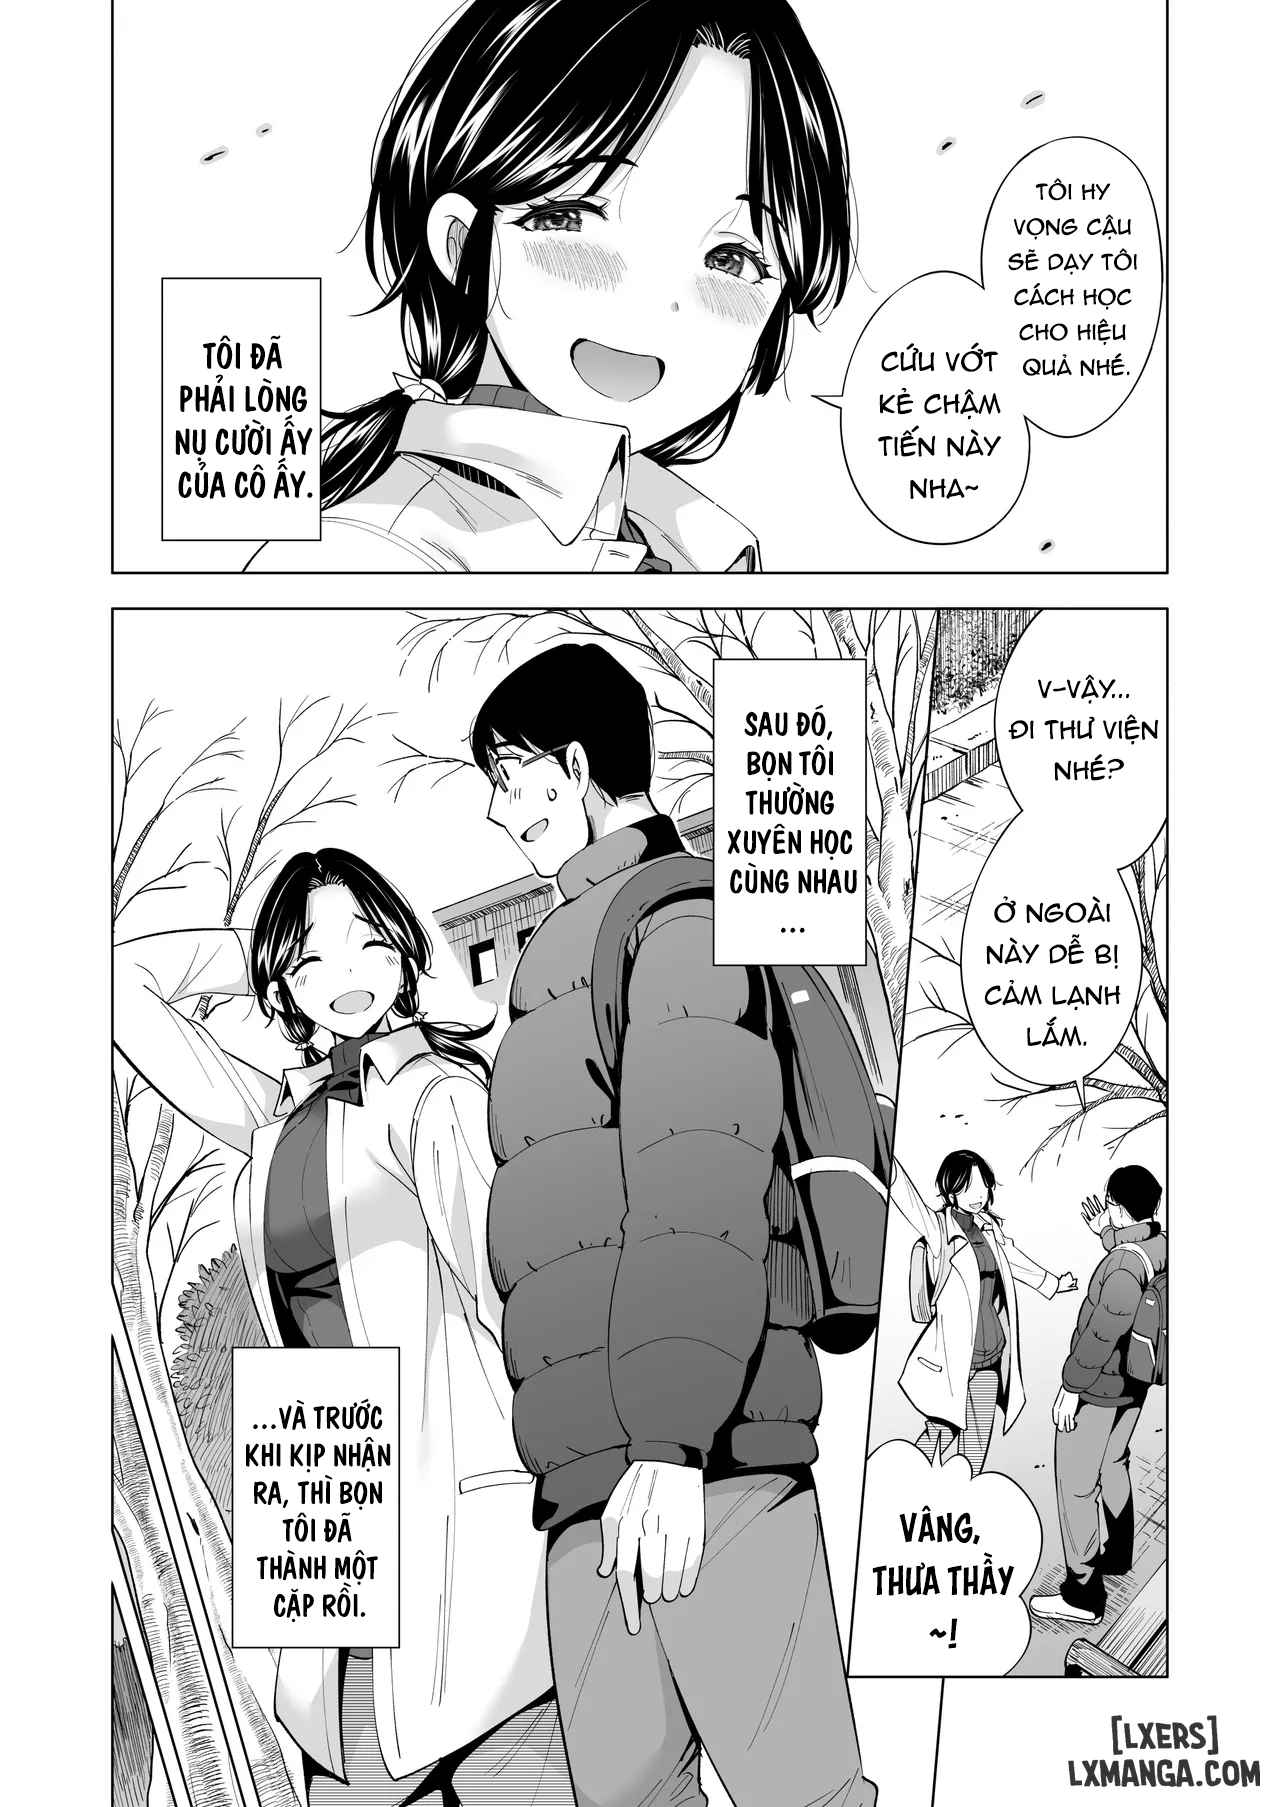 TÔI HY
VỌNG CẬU
SẼ DẠY TÔI
CÁCH HỌC
CHO HIỆU
QUẢ NHÉ.
CỨU VỚT
KẺ CHẬM
TIẾN NÀY
NHA~
TÔI ĐÃ
PHẢI LÒNG
NỤ CƯỜI ẤY
CỦA CÔ ẤY.
V-VẬY...
ĐI THƯ VIỆN
NHÉ?
Ở NGOÀI
NÀY DỄ BỊ
CẢM LẠNH
LẮM.
VÂNG,
THƯA THẦY
~!
SAU ĐÓ,
BỌN TÔI
THƯỜNG
XUYÊN HỌC
CÙNG NHAU
...
...VÀ TRƯỚC
KHI KỊP NHẬN
RA, THÌ BỌN
TÔI ĐÃ
THÀNH MỘT
CẶP RỒI.
[LXERS]
LXMANGA.COM